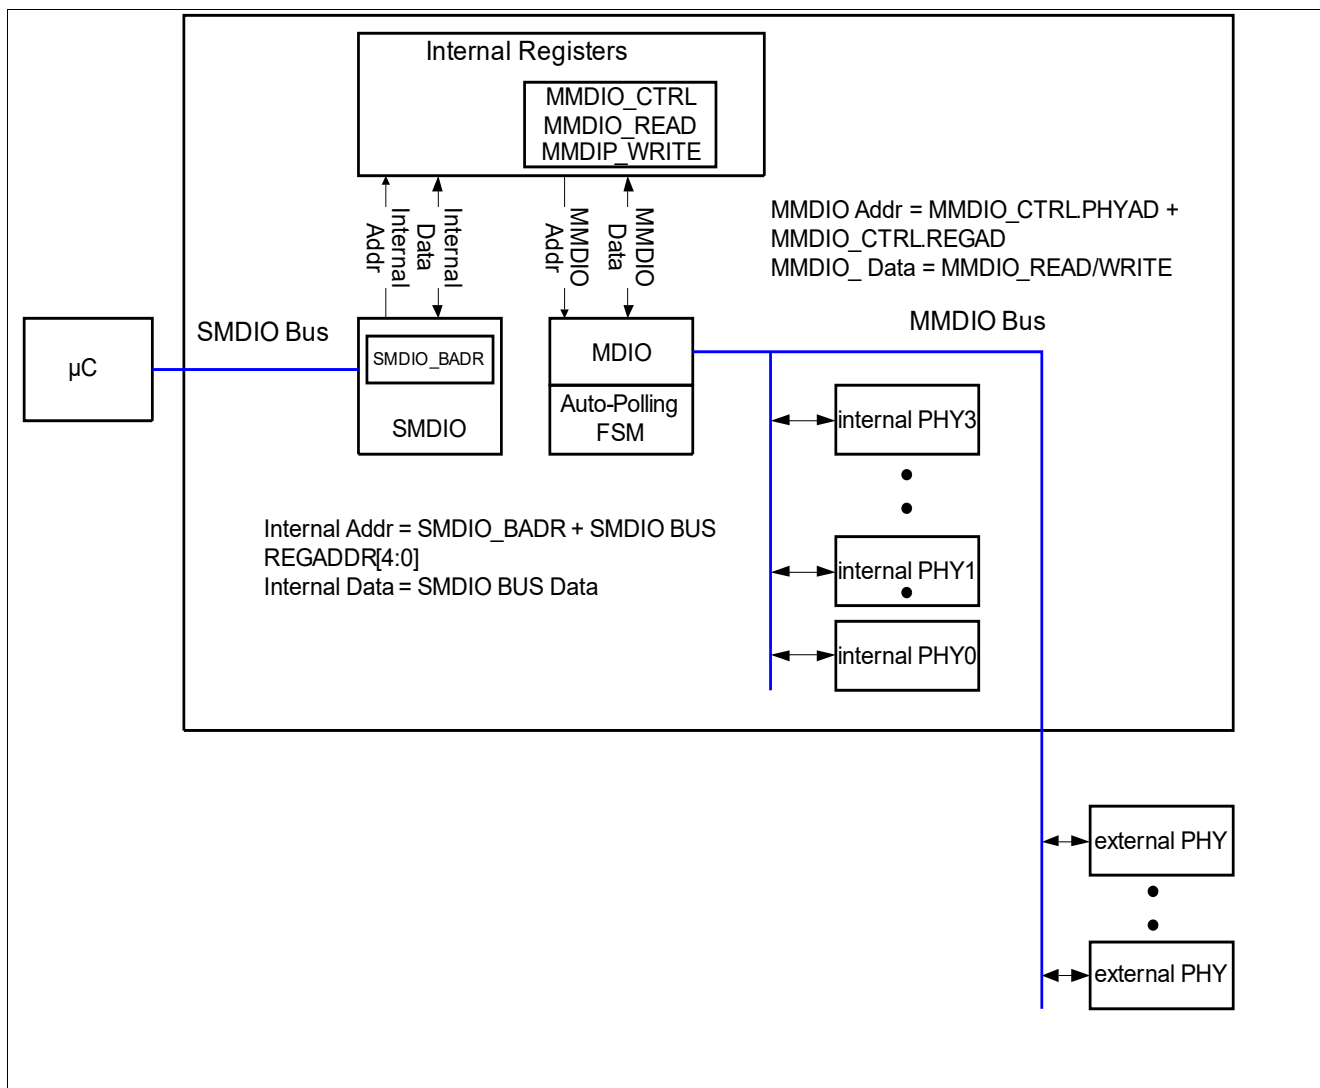 Internal Registers
MMDIO_CTRL
MMDIO_READ
MMDIP_WRITE
Internal
Addr
Internal
Data
MMDIO
Addr
MMDIO
Data
MMDIO Addr = MMDIO_CTRL.PHYAD +
MMDIO_CTRL.REGAD
MMDIO_ Data = MMDIO_READ/WRITE
µC
SMDIO Bus
SMDIO_BADR
SMDIO
MDIO
Auto-Polling
FSM
MMDIO Bus
internal PHY3
internal PHY1
internal PHY0
Internal Addr = SMDIO_BADR + SMDIO BUS
REGADDR[4:0]
Internal Data = SMDIO BUS Data
external PHY
external PHY